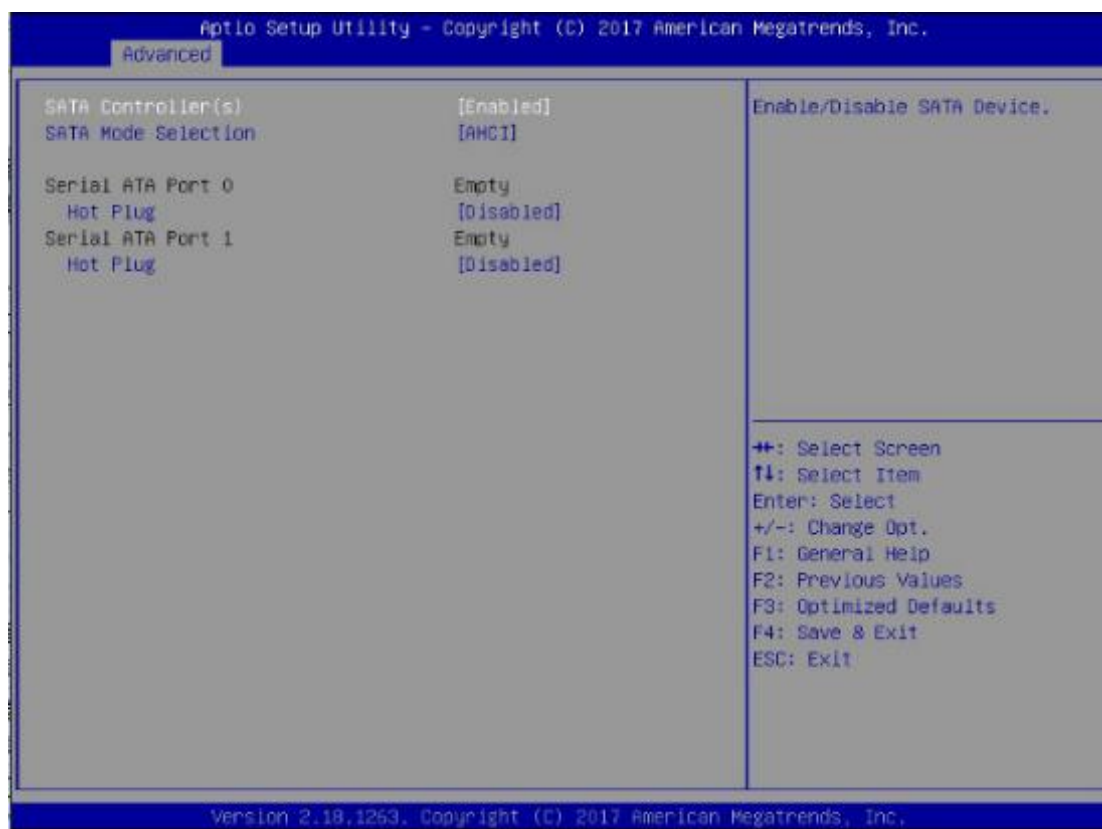 Aptio Setup Utility - Copyright (C) 2017 American Megatrends, Inc.
Advanced
SATA Controller(s) [Enabled]
SATA Mode Selection [AHCI]
Serial ATA Port 0 Empty
Hot Plug [Disabled]
Serial ATA Port 1 Empty
Hot Plug [Disabled]
Enable/Disable SATA Device.
→←: Select Screen
↑↓: Select Item
Enter: Select
+/-: Change Opt.
F1: General Help
F2: Previous Values
F3: Optimized Defaults
F4: Save & Exit
ESC: Exit
Version 2.18.1263. Copyright (C) 2017 American Megatrends, Inc.